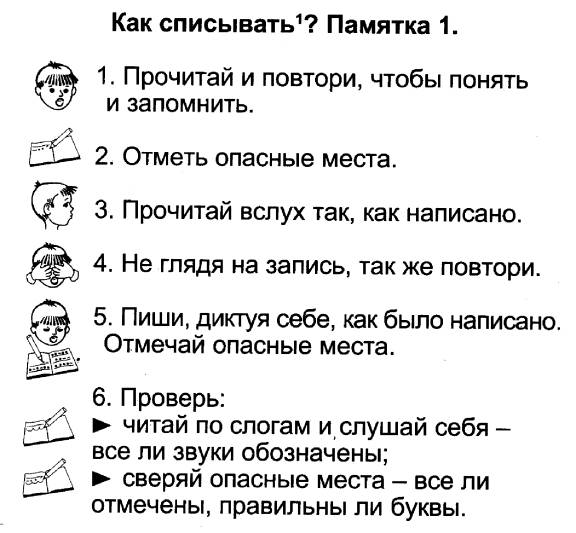 Как списывать¹? Памятка 1.
1. Прочитай и повтори, чтобы понять
и запомнить.
2. Отметь опасные места.
3. Прочитай вслух так, как написано.
4. Не глядя на запись, так же повтори.
5. Пиши, диктуя себе, как было написано.
Отмечай опасные места.
6. Проверь:
► читай по слогам и слушай себя –
все ли звуки обозначены;
► сверяй опасные места – все ли
отмечены, правильны ли буквы.